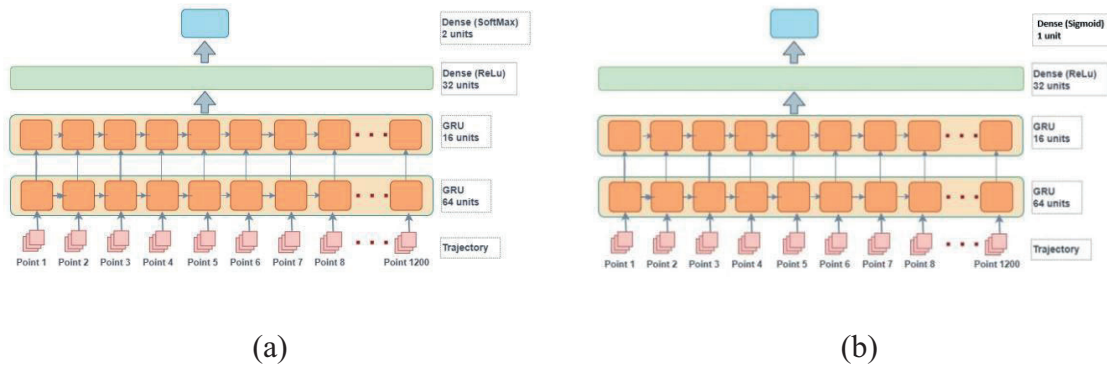 Dense (SoftMax)
2 units
Dense (ReLu)
32 units
GRU
16 units
GRU
64 units
Trajectory
Point 1 Point 2 Point 3 Point 4 Point 5 Point 6 Point 7 Point 8 Point 1200
(a)
Dense (Sigmoid)
1 unit
Dense (ReLu)
32 units
GRU
16 units
GRU
64 units
Trajectory
Point 1 Point 2 Point 3 Point 4 Point 5 Point 6 Point 7 Point 8 Point 1200
(b)